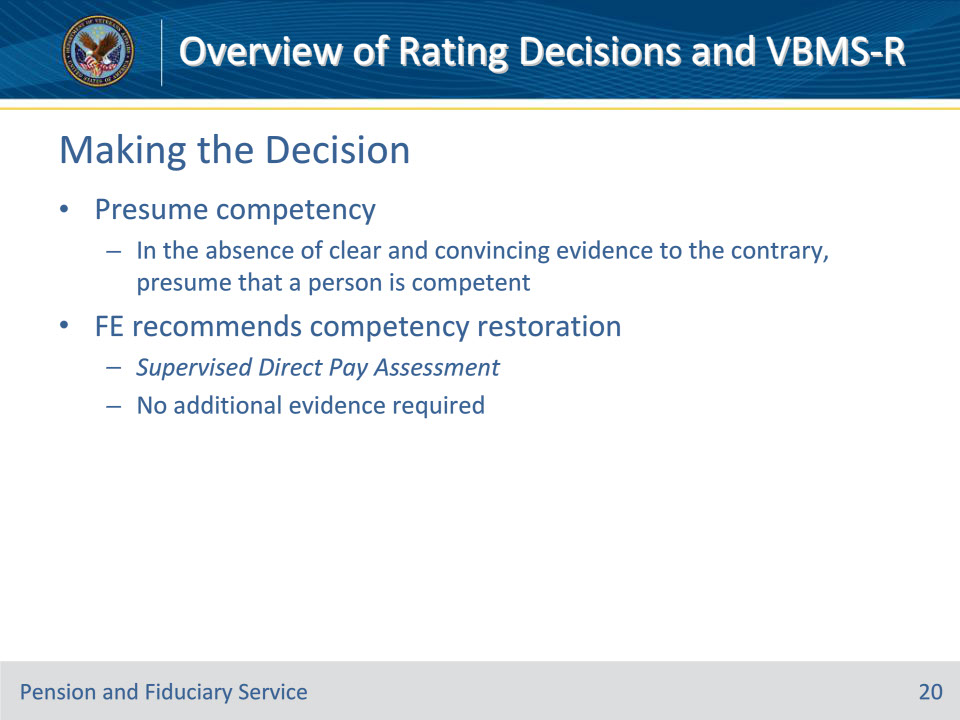 Overview of Rating Decisions and VBMS-R
Making the Decision
• Presume competency
– In the absence of clear and convincing evidence to the contrary,
presume that a person is competent
• FE recommends competency restoration
– Supervised Direct Pay Assessment
– No additional evidence required
Pension and Fiduciary Service
20